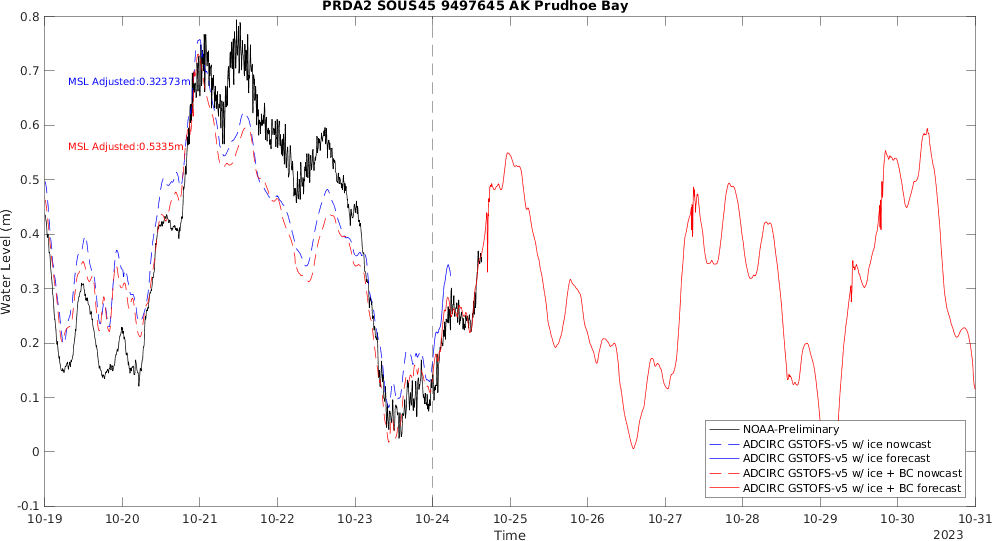 PRDA2 SOUS45 9497645 AK Prudhoe Bay
0.8
0.7
0.6
0.5
0.4
0.3
0.2
0.1
0
-0.1
Water Level (m)
MSL Adjusted:0.32373m
MSL Adjusted:0.5335m
NOAA-Preliminary
ADCIRC GSTOFS-v5 w/ ice nowcast
ADCIRC GSTOFS-v5 w/ ice forecast
ADCIRC GSTOFS-v5 w/ ice + BC nowcast
ADCIRC GSTOFS-v5 w/ ice + BC forecast
10-19 10-20 10-21 10-22 10-23 10-24 10-25 10-26 10-27 10-28 10-29 10-30 10-31
Time
2023